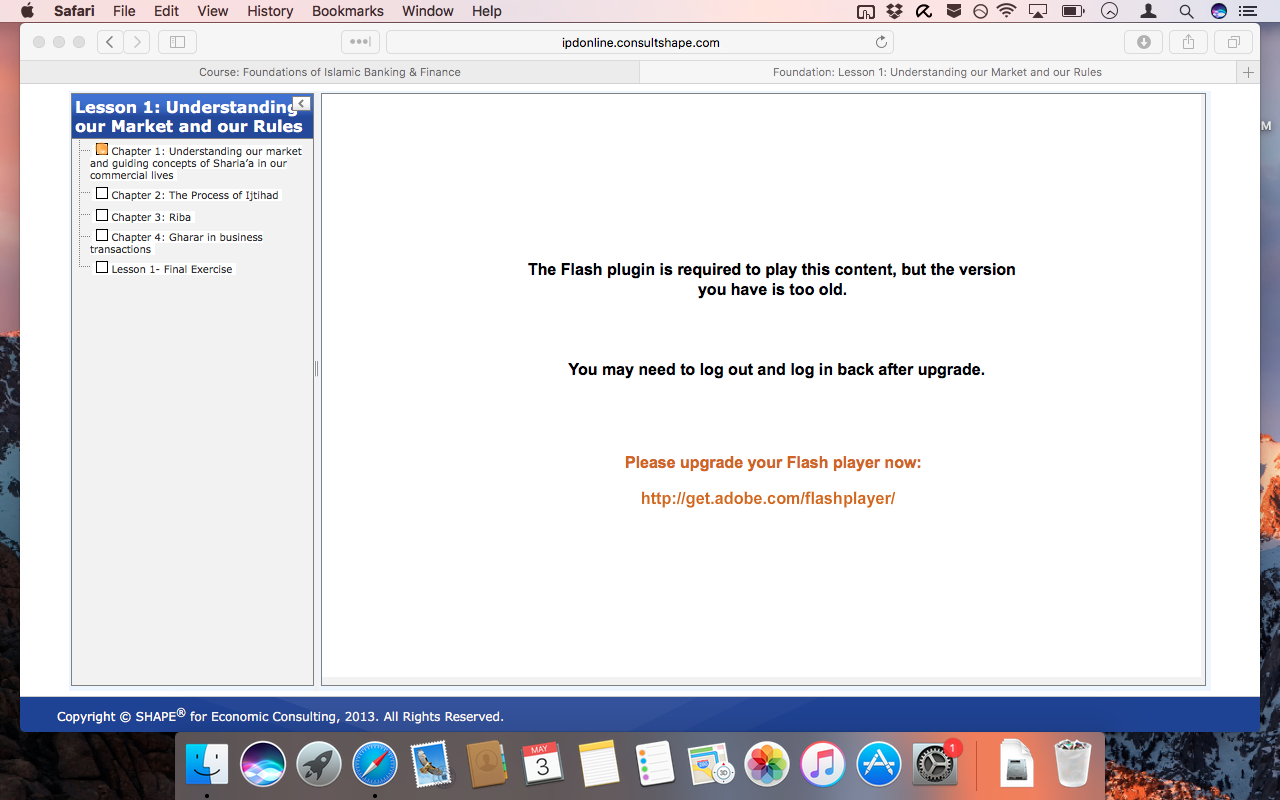 Safari File Edit View History Bookmarks Window Help
ipdonline.consultshape.com
Course: Foundations of Islamic Banking & Finance
Foundation: Lesson 1: Understanding our Market and our Rules
Lesson 1: Understanding
our Market and our Rules
Chapter 1: Understanding our market
and guiding concepts of Sharia’a in our
commercial lives
Chapter 2: The Process of Ijtihad
Chapter 3: Riba
Chapter 4: Gharar in business
transactions
Lesson 1- Final Exercise
The Flash plugin is required to play this content, but the version
you have is too old.
You may need to log out and log in back after upgrade.
Please upgrade your Flash player now:
http://get.adobe.com/flashplayer/
M
Copyright © SHAPE® for Economic Consulting, 2013. All Rights Reserved.
MAY
3
3D
1